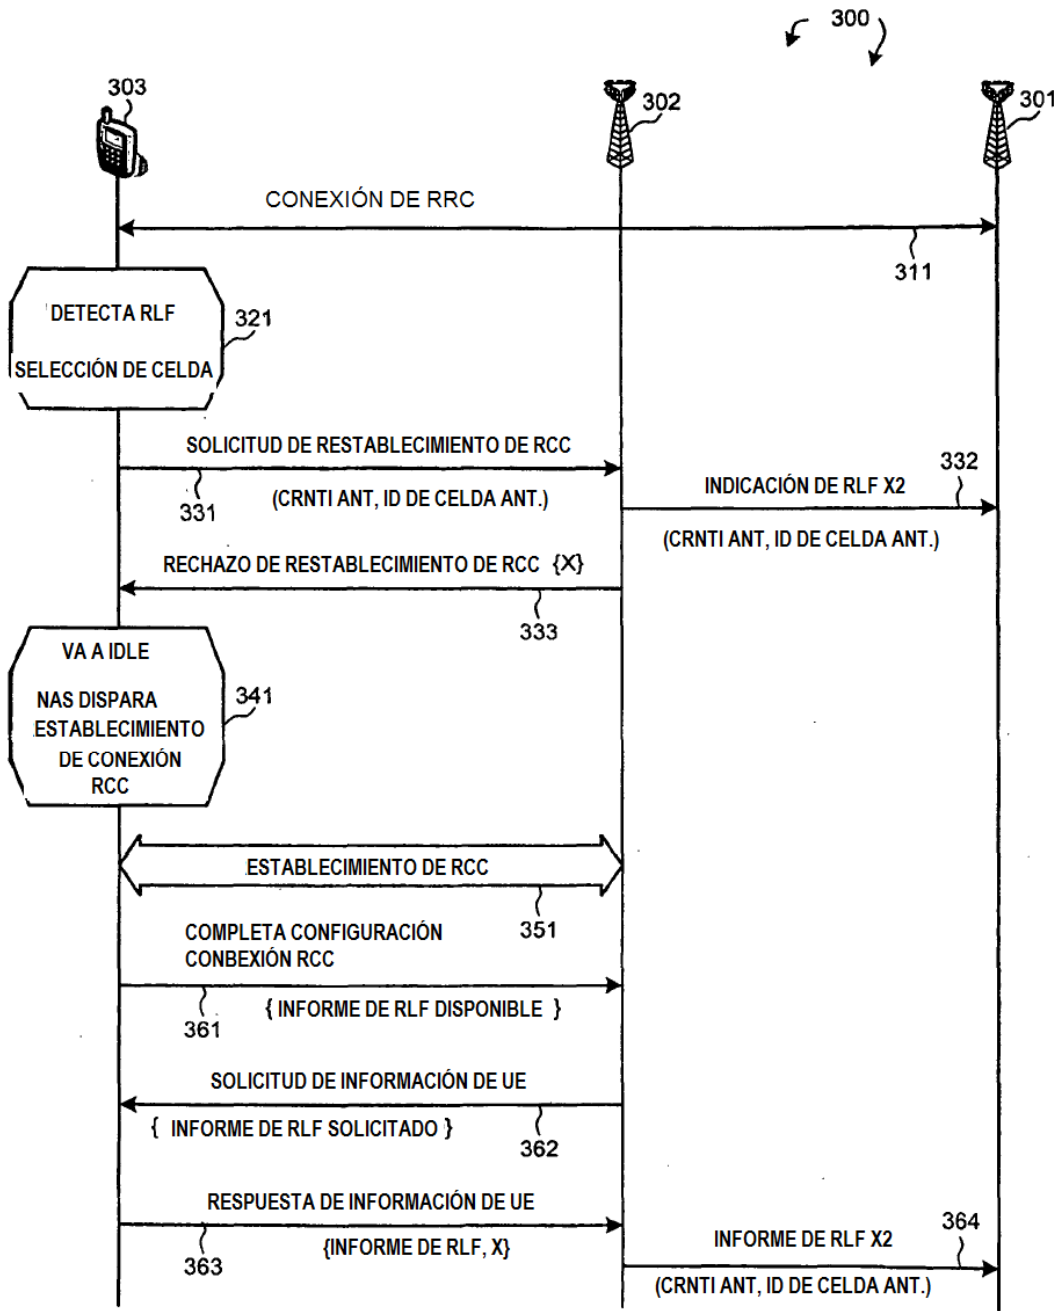 300
303
302
301
CONEXIÓN DE RRC
311
DETECTA RLF
321
SELECCIÓN DE CELDA
SOLICITUD DE RESTABLECIMIENTO DE RCC
331
(CRNTI ANT, ID DE CELDA ANT.)
332
INDICACIÓN DE RLF X2
(CRNTI ANT, ID DE CELDA ANT.)
RECHAZO DE RESTABLECIMIENTO DE RCC {X}
333
VA A IDLE
NAS DISPARA
ESTABLECIMIENTO
DE CONEXIÓN
RCC
341
ESTABLECIMIENTO DE RCC
351
COMPLETA CONFIGURACIÓN
CONBEXIÓN RCC
361
{ INFORME DE RLF DISPONIBLE }
SOLICITUD DE INFORMACIÓN DE UE
{ INFORME DE RLF SOLICITADO }
362
RESPUESTA DE INFORMACIÓN DE UE
363
{INFORME DE RLF, X}
364
INFORME DE RLF X2
(CRNTI ANT, ID DE CELDA ANT.)